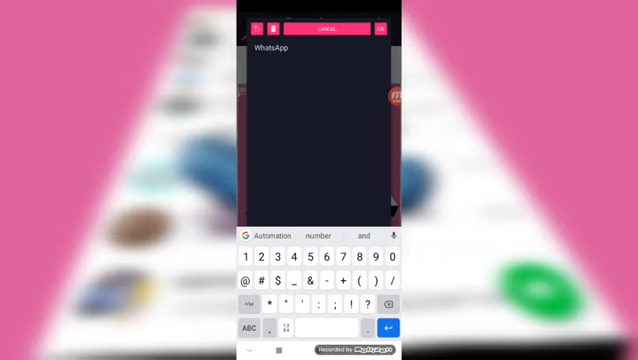 CANCEL
OK
WhatsApp
Automation number and
1 2 3 4 5 6 7 8 9 0
@ # $ _ & - + ( ) /
* " ' : ; ! ?
ABC , 1 2 3 4 .
Recorded by